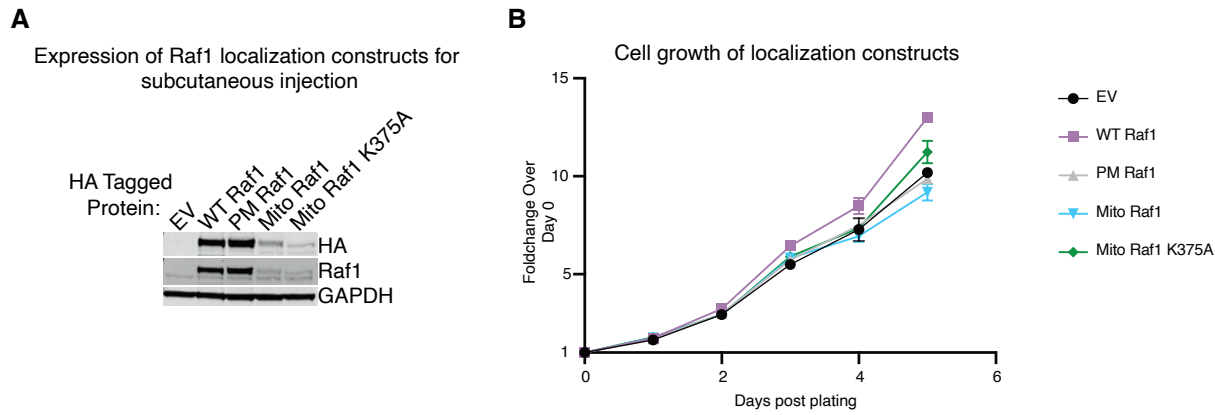 A
Expression of Raf1 localization constructs for
subcutaneous injection
HA Tagged
Protein:
EV
WT Raf1
PM Raf1
Mito Raf1
Mito Raf1 K375A
HA
Raf1
GAPDH
B
Cell growth of localization constructs
Foldchange Over
Day 0
15
10
5
1
0
2
4
6
Days post plating
EV
WT Raf1
PM Raf1
Mito Raf1
Mito Raf1 K375A